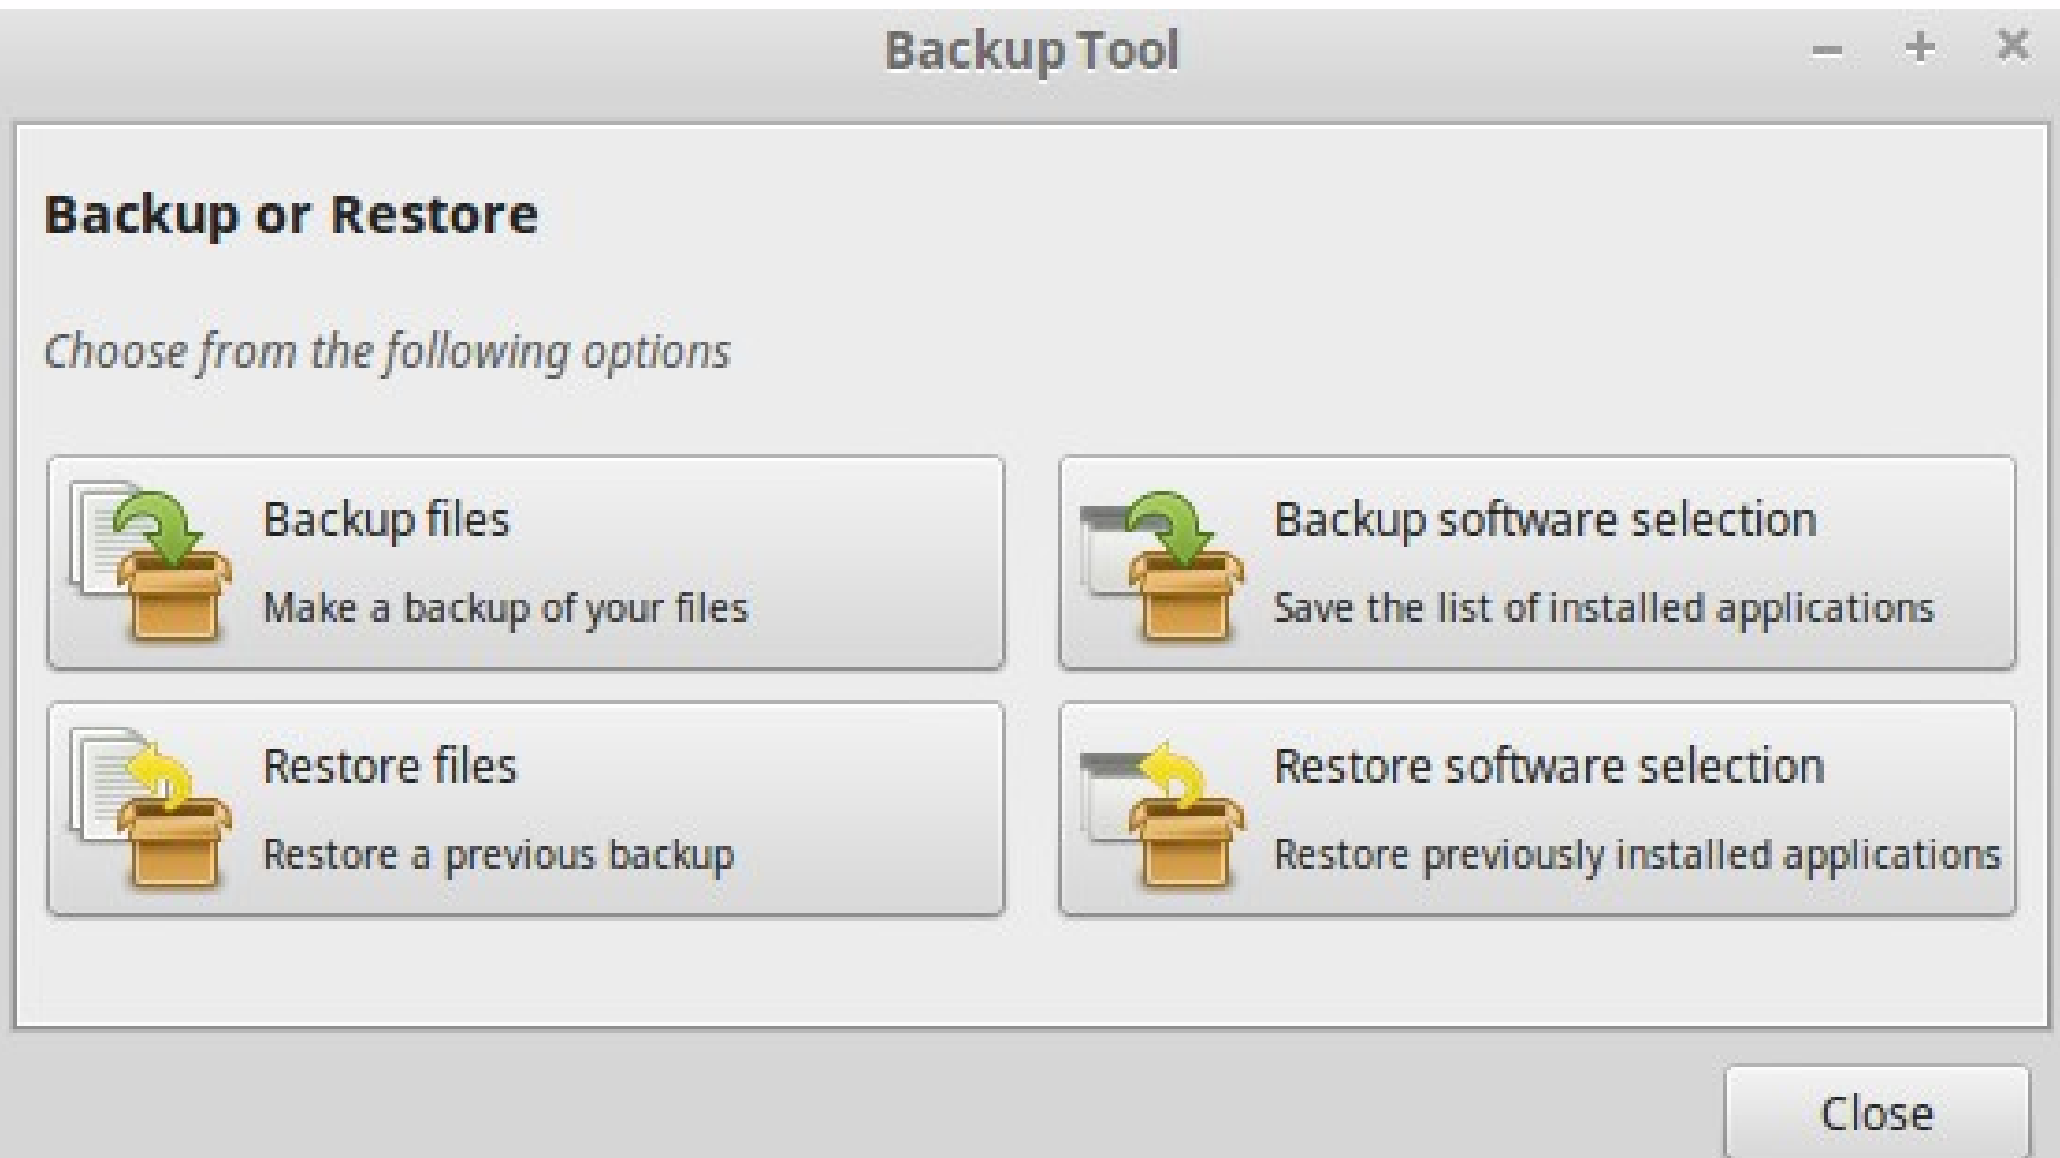 Backup Tool
Backup or Restore
Choose from the following options
Backup files
Make a backup of your files
Backup software selection
Save the list of installed applications
Restore files
Restore a previous backup
Restore software selection
Restore previously installed applications
Close